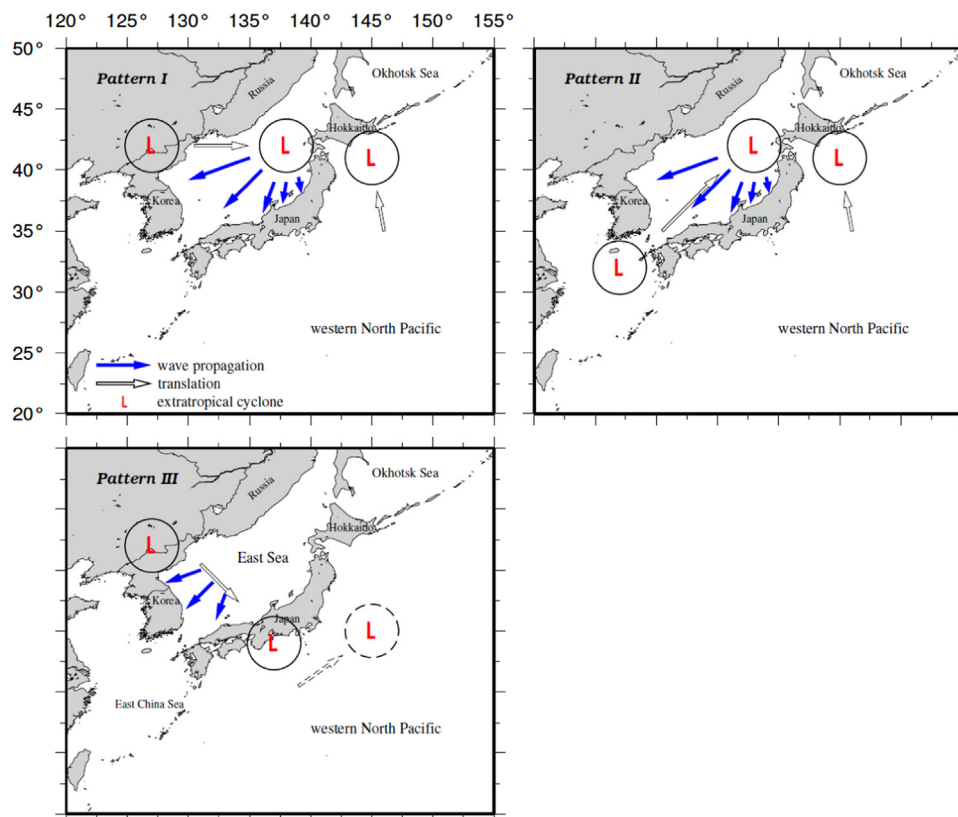 120° 125° 130° 135° 140° 145° 150° 155°
50°
45°
40°
35°
30°
25°
20°
Pattern I
Okhotsk Sea
Russia
Hokkaido
L
L
L
Korea
Japan
western North Pacific
wave propagation
translation
L extratropical cyclone
Pattern II
Okhotsk Sea
Russia
Hokkaido
L
L
Korea
Japan
L
western North Pacific
Pattern III
Okhotsk Sea
Russia
Hokkaido
L
East Sea
Korea
Japan
L
L
East China Sea
western North Pacific